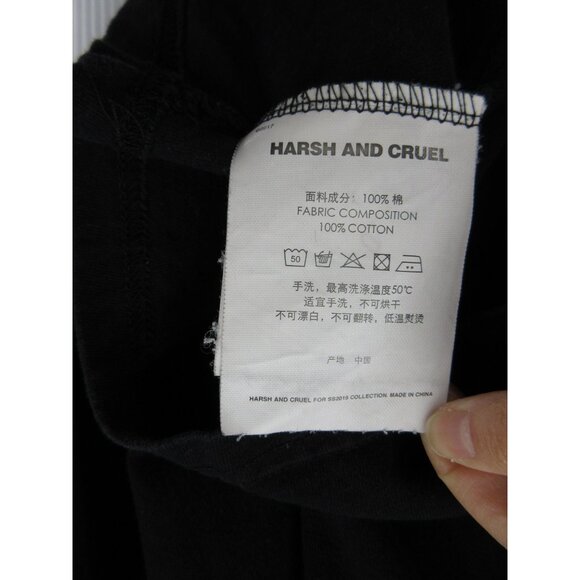 HARSH AND CRUEL
面料成分：100% 棉
FABRIC COMPOSITION
100% COTTON
50
手洗，最高洗涤温度50℃
适宜手洗，不可烘干
不可漂白，不可翻转，低温熨烫
产地 中国
HARSH AND CRUEL FOR SS2019 COLLECTION. MADE IN CHINA